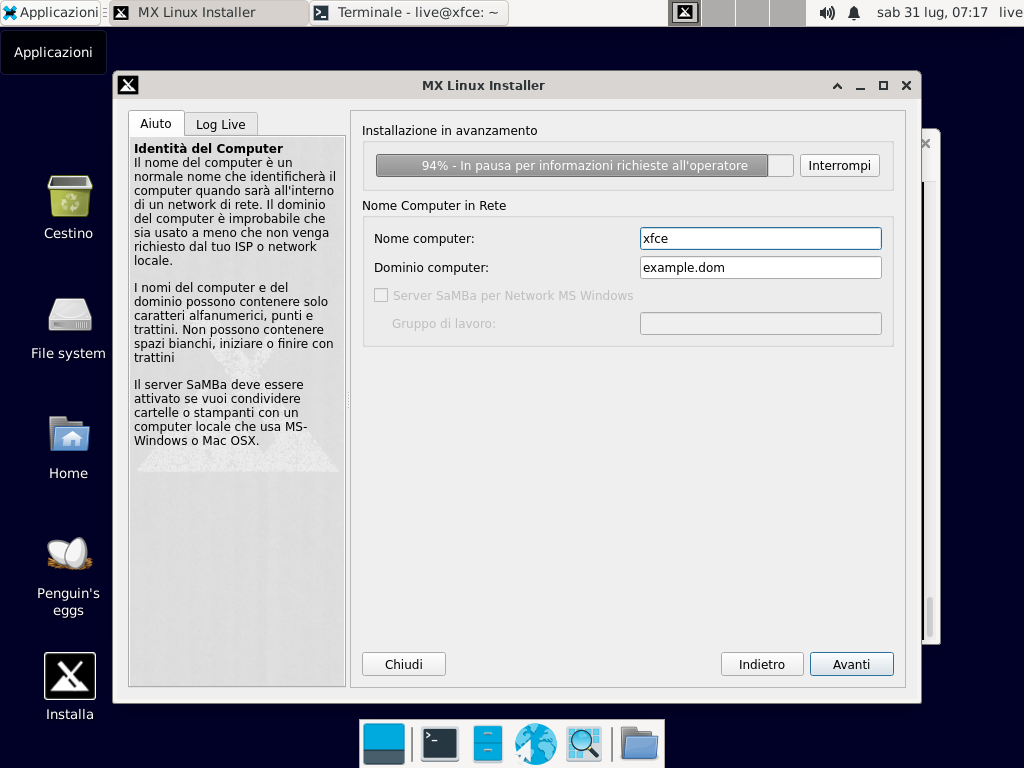 Applicazioni
MX Linux Installer
Terminale - live@xfce: ~
sab 31 lug, 07:17
live
Applicazioni
Cestino
File system
Home
Penguin's
eggs
Installa
MX Linux Installer
Aiuto
Log Live
Identità del Computer
Il nome del computer è un
normale nome che identificherà il
computer quando sarà all'interno
di un network di rete. Il dominio
del computer è improbabile che
sia usato a meno che non venga
richiesto dal tuo ISP o network
locale.
I nomi del computer e del
dominio possono contenere solo
caratteri alfanumerici, punti e
trattini. Non possono contenere
spazi bianchi, iniziare o finire con
trattini
Il server SaMBa deve essere
attivato se vuoi condividere
cartelle o stampanti con un
computer locale che usa MS-
Windows o Mac OSX.
Installazione in avanzamento
94% - In pausa per informazioni richieste all'operatore
Interrompi
Nome Computer in Rete
Nome computer:
xfce
Dominio computer:
example.dom
Server SaMBa per Network MS Windows
Gruppo di lavoro:
Chiudi
Indietro
Avanti